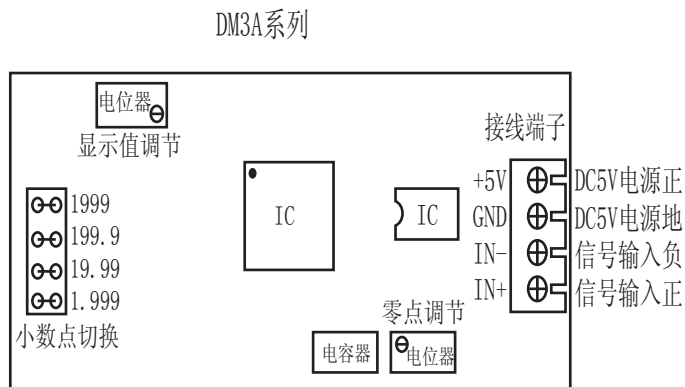 DM3A系列
电位器
显示值调节
接线端子
+5V
DC5V电源正
GND
DC5V电源地
IN-
信号输入负
IN+
信号输入正
IC
IC
1999
199.9
19.99
1.999
小数点切换
零点调节
电容器
电位器